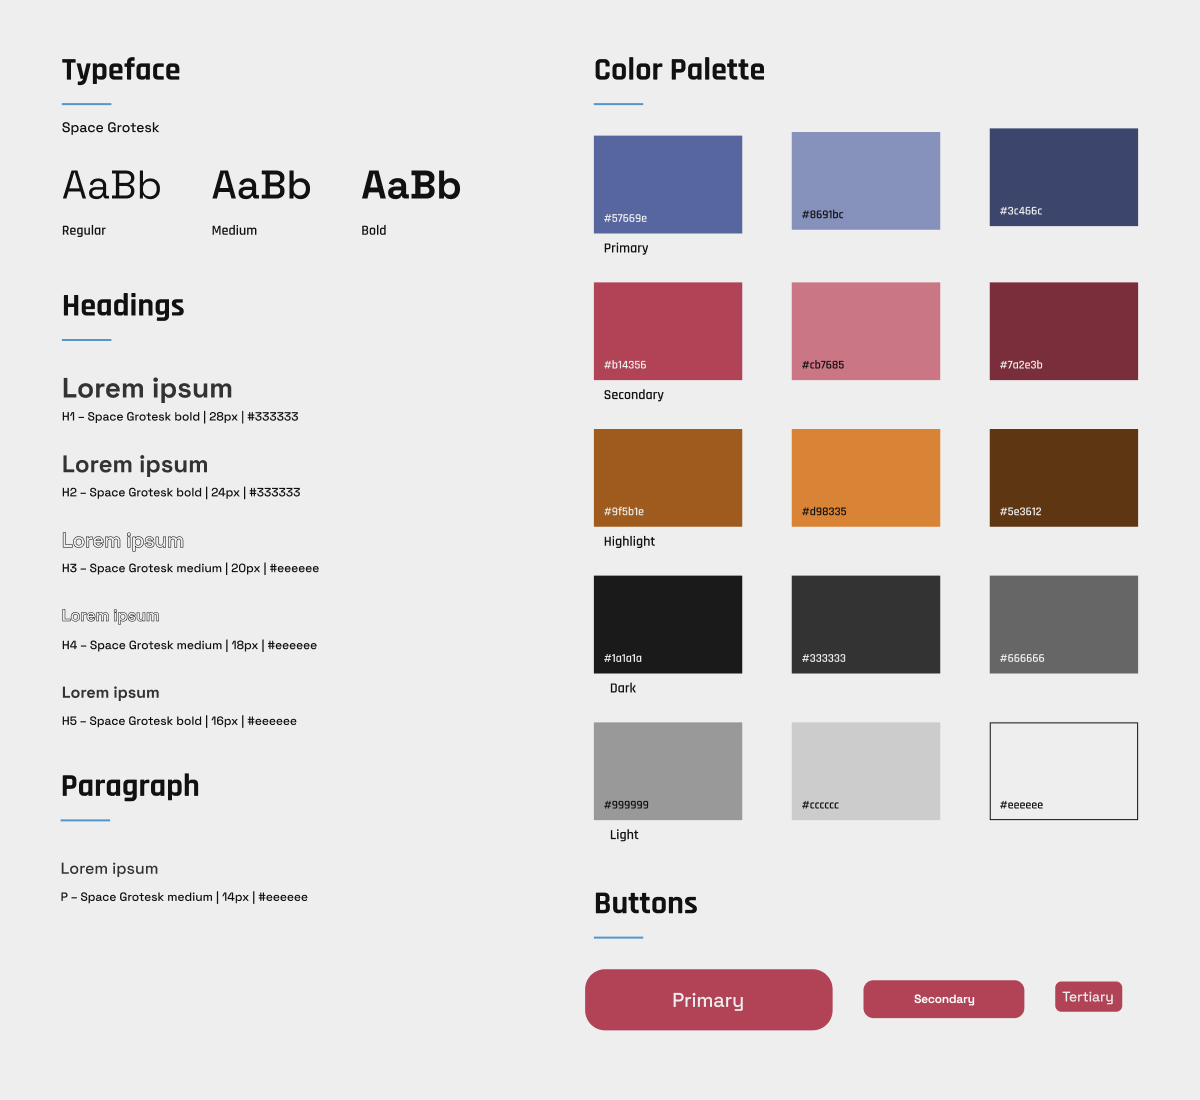 Typeface
Space Grotesk
AaBb AaBb AaBb
Regular Medium Bold
Headings
Lorem ipsum
H1 – Space Grotesk bold | 28px | #333333
Lorem ipsum
H2 – Space Grotesk bold | 24px | #333333
Lorem ipsum
H3 – Space Grotesk medium | 20px | #eeeeee
Lorem ipsum
H4 – Space Grotesk medium | 18px | #eeeeee
Lorem ipsum
H5 – Space Grotesk bold | 16px | #eeeeee
Paragraph
Lorem ipsum
P – Space Grotesk medium | 14px | #eeeeee
Color Palette
#57669e #8691bc #3c466c
Primary
#b14356 #cb7685 #7a2e3b
Secondary
#9f5b1e #d98335 #5e3612
Highlight
#1a1a1a #333333 #666666
Dark
#999999 #cccccc #eeeeee
Light
Buttons
Primary Secondary Tertiary